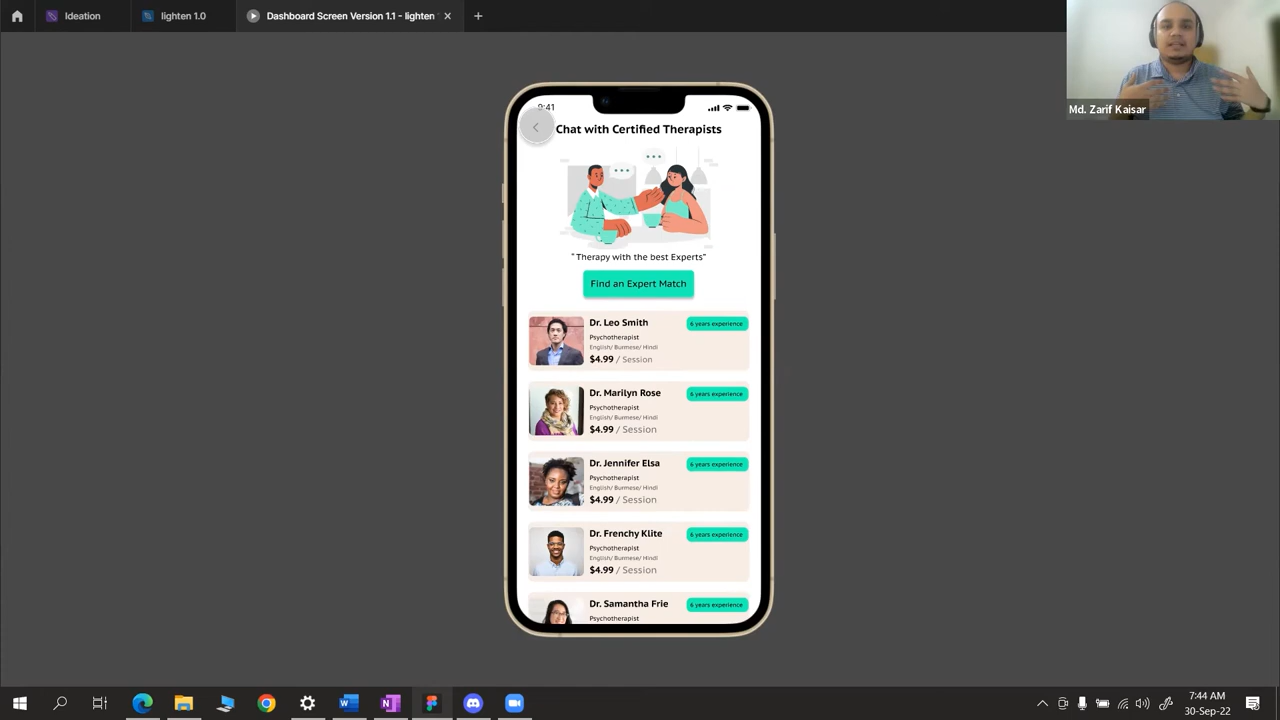 Ideation
lighten 1.0
Dashboard Screen Version 1.1 - lighten
Md. Zarif Kaisar
9:41
Chat with Certified Therapists
" Therapy with the best Experts"
Find an Expert Match
Dr. Leo Smith
6 years experience
Psychotherapist
English/ Burmese/ Hindi
$4.99 / Session
Dr. Marilyn Rose
6 years experience
Psychotherapist
English/ Burmese/ Hindi
$4.99 / Session
Dr. Jennifer Elsa
6 years experience
Psychotherapist
English/ Burmese/ Hindi
$4.99 / Session
Dr. Frenchy Klite
6 years experience
Psychotherapist
English/ Burmese/ Hindi
$4.99 / Session
Dr. Samantha Frie
6 years experience
Psychotherapist
7:44 AM
30-Sep-22